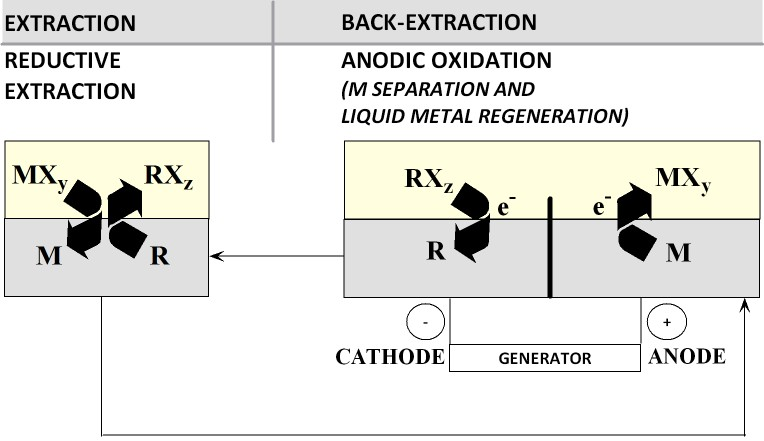 EXTRACTION
BACK-EXTRACTION
REDUCTIVE
EXTRACTION
ANODIC OXIDATION
(M SEPARATION AND
LIQUID METAL REGENERATION)
MXy RXz
M R
RXz e- e- MXy
R M
- +
CATHODE GENERATOR ANODE